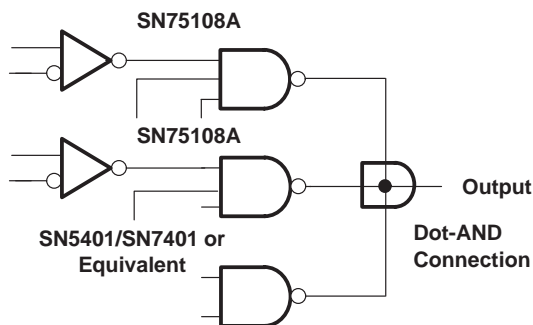 SN75108A
SN75108A
Output
SN5401/SN7401 or
Equivalent
Dot-AND
Connection